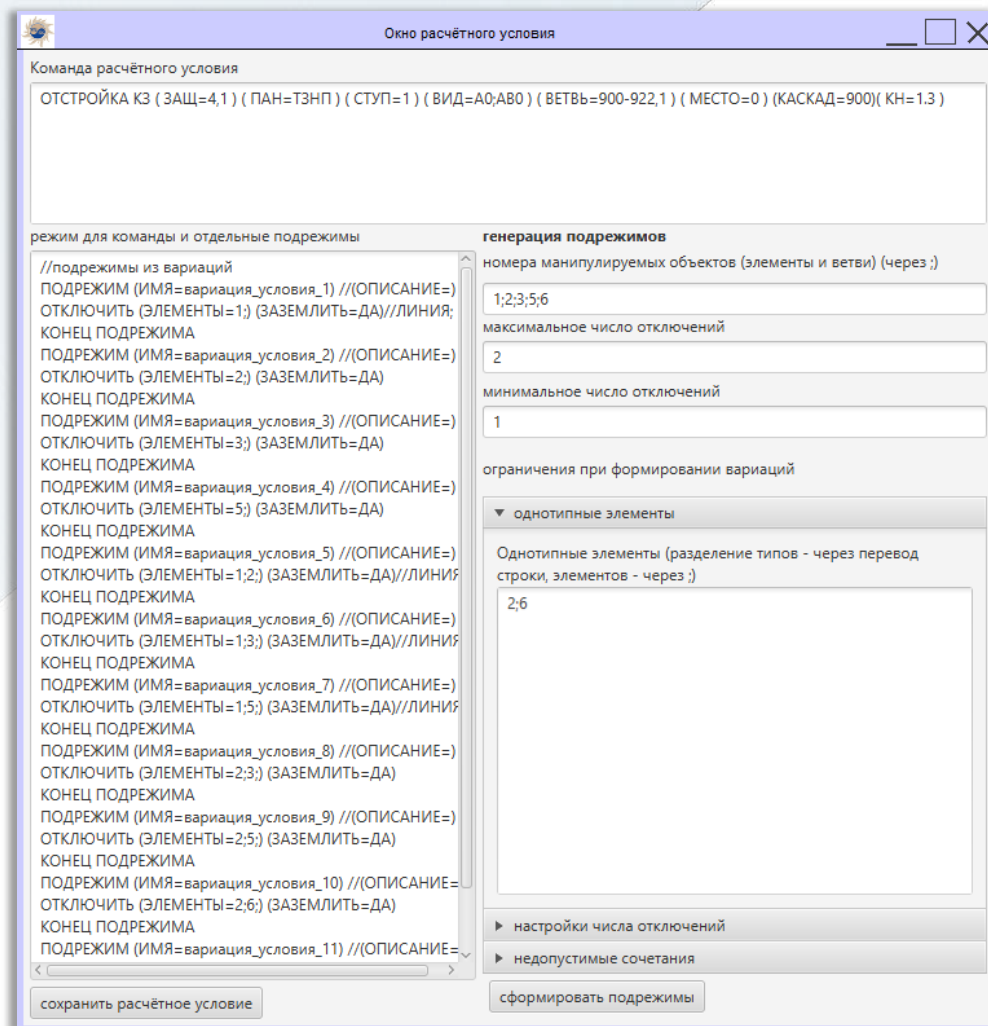 Окно расчётного условия
Команда расчётного условия
ОТСТРОЙКА КЗ ( ЗАЩ=4,1 ) ( ПАН=ТЗНП ) ( СТУП=1 ) ( ВИД=А0;АВ0 ) ( ВЕТВЬ=900-922,1 ) ( МЕСТО=0 ) (КАСКАД=900)( КН=1.3 )
режим для команды и отдельные подрежимы
//подрежимы из вариаций
ПОДРЕЖИМ (ИМЯ=вариация_условия_1) //(ОПИСАНИЕ=)
ОТКЛЮЧИТЬ (ЭЛЕМЕНТЫ=1;) (ЗАЗЕМЛИТЬ=ДА)//ЛИНИЯ;
КОНЕЦ ПОДРЕЖИМА
ПОДРЕЖИМ (ИМЯ=вариация_условия_2) //(ОПИСАНИЕ=)
ОТКЛЮЧИТЬ (ЭЛЕМЕНТЫ=2;) (ЗАЗЕМЛИТЬ=ДА)
КОНЕЦ ПОДРЕЖИМА
ПОДРЕЖИМ (ИМЯ=вариация_условия_3) //(ОПИСАНИЕ=)
ОТКЛЮЧИТЬ (ЭЛЕМЕНТЫ=3;) (ЗАЗЕМЛИТЬ=ДА)
КОНЕЦ ПОДРЕЖИМА
ПОДРЕЖИМ (ИМЯ=вариация_условия_4) //(ОПИСАНИЕ=)
ОТКЛЮЧИТЬ (ЭЛЕМЕНТЫ=5;) (ЗАЗЕМЛИТЬ=ДА)
КОНЕЦ ПОДРЕЖИМА
ПОДРЕЖИМ (ИМЯ=вариация_условия_5) //(ОПИСАНИЕ=)
ОТКЛЮЧИТЬ (ЭЛЕМЕНТЫ=1;2;) (ЗАЗЕМЛИТЬ=ДА)//ЛИНИЯ
КОНЕЦ ПОДРЕЖИМА
ПОДРЕЖИМ (ИМЯ=вариация_условия_6) //(ОПИСАНИЕ=)
ОТКЛЮЧИТЬ (ЭЛЕМЕНТЫ=1;3;) (ЗАЗЕМЛИТЬ=ДА)//ЛИНИЯ
КОНЕЦ ПОДРЕЖИМА
ПОДРЕЖИМ (ИМЯ=вариация_условия_7) //(ОПИСАНИЕ=)
ОТКЛЮЧИТЬ (ЭЛЕМЕНТЫ=1;5;) (ЗАЗЕМЛИТЬ=ДА)//ЛИНИЯ
КОНЕЦ ПОДРЕЖИМА
ПОДРЕЖИМ (ИМЯ=вариация_условия_8) //(ОПИСАНИЕ=)
ОТКЛЮЧИТЬ (ЭЛЕМЕНТЫ=2;3;) (ЗАЗЕМЛИТЬ=ДА)
КОНЕЦ ПОДРЕЖИМА
ПОДРЕЖИМ (ИМЯ=вариация_условия_9) //(ОПИСАНИЕ=)
ОТКЛЮЧИТЬ (ЭЛЕМЕНТЫ=2;5;) (ЗАЗЕМЛИТЬ=ДА)
КОНЕЦ ПОДРЕЖИМА
ПОДРЕЖИМ (ИМЯ=вариация_условия_10) //(ОПИСАНИЕ=
ОТКЛЮЧИТЬ (ЭЛЕМЕНТЫ=2;6;) (ЗАЗЕМЛИТЬ=ДА)
КОНЕЦ ПОДРЕЖИМА
ПОДРЕЖИМ (ИМЯ=вариация_условия_11) //(ОПИСАНИЕ=
сохранить расчётное условие
генерация подрежимов
номера манипулируемых объектов (элементы и ветви) (через ;)
1;2;3;5;6
максимальное число отключений
2
минимальное число отключений
1
ограничения при формировании вариаций
однотипные элементы
Однотипные элементы (разделение типов - через перевод
строки, элементов - через ;)
2;6
настройки числа отключений
недопустимые сочетания
сформировать подрежимы